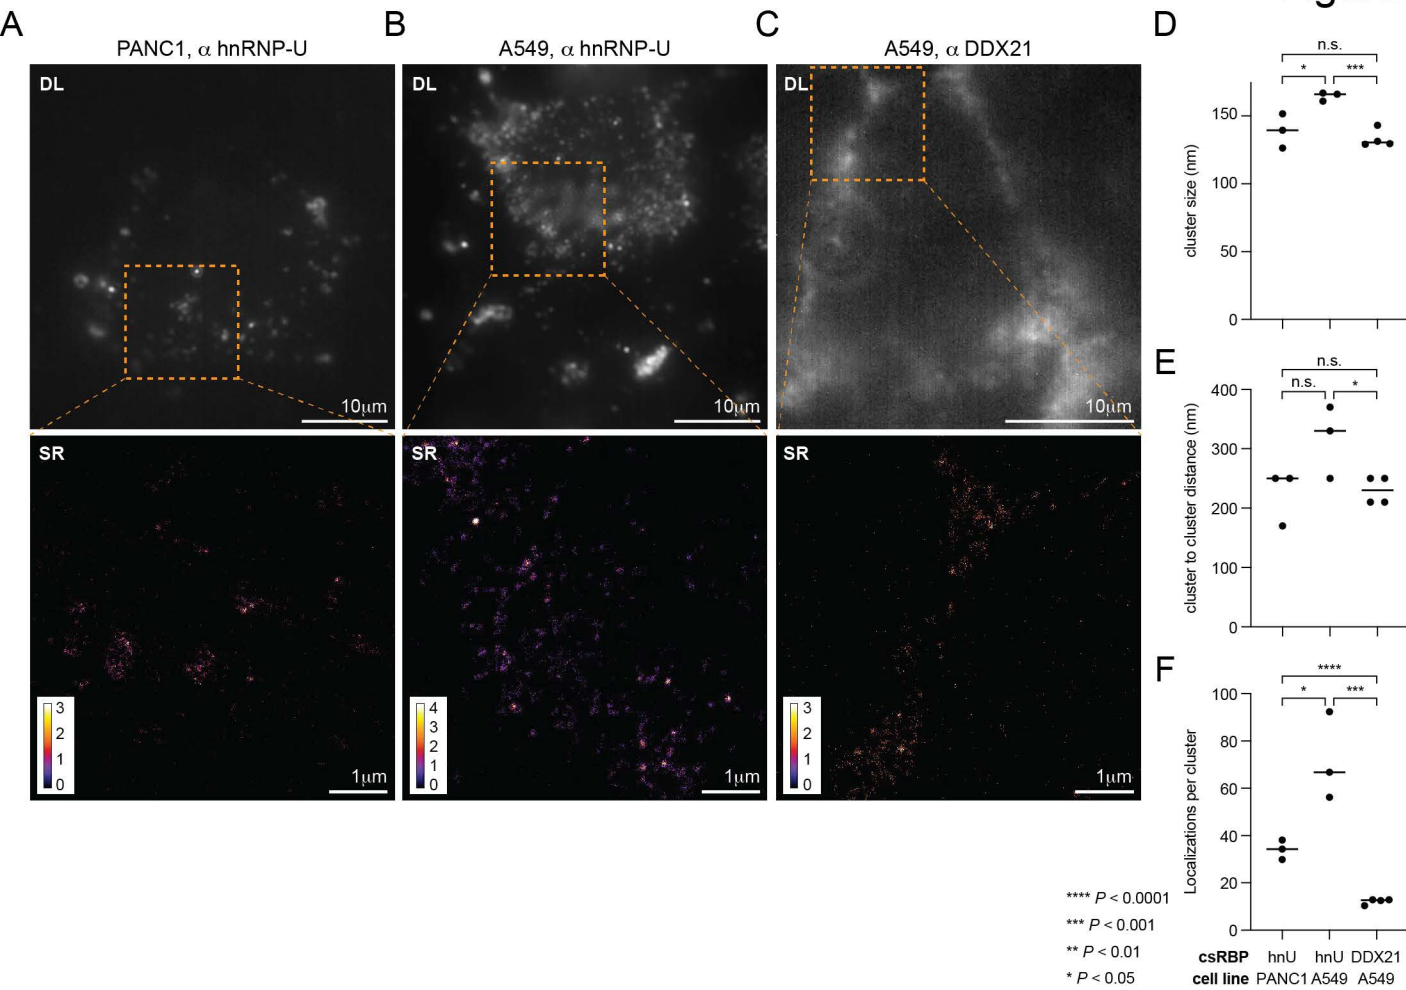 A
PANC1, α hnRNP-U
DL
10μm
SR
3
2
1
0
1μm
B
A549, α hnRNP-U
DL
10μm
SR
4
3
2
1
0
1μm
C
A549, α DDX21
DL
10μm
SR
3
2
1
0
1μm
D
n.s.
* ***
cluster size (nm)
150
100
50
0
E
n.s.
n.s. *
cluster to cluster distance (nm)
400
300
200
100
0
F
****
* ***
Localizations per cluster
100
80
60
40
20
0
csRBP hnU hnU DDX21
cell line PANC1 A549 A549
**** P < 0.0001
*** P < 0.001
** P < 0.01
* P < 0.05